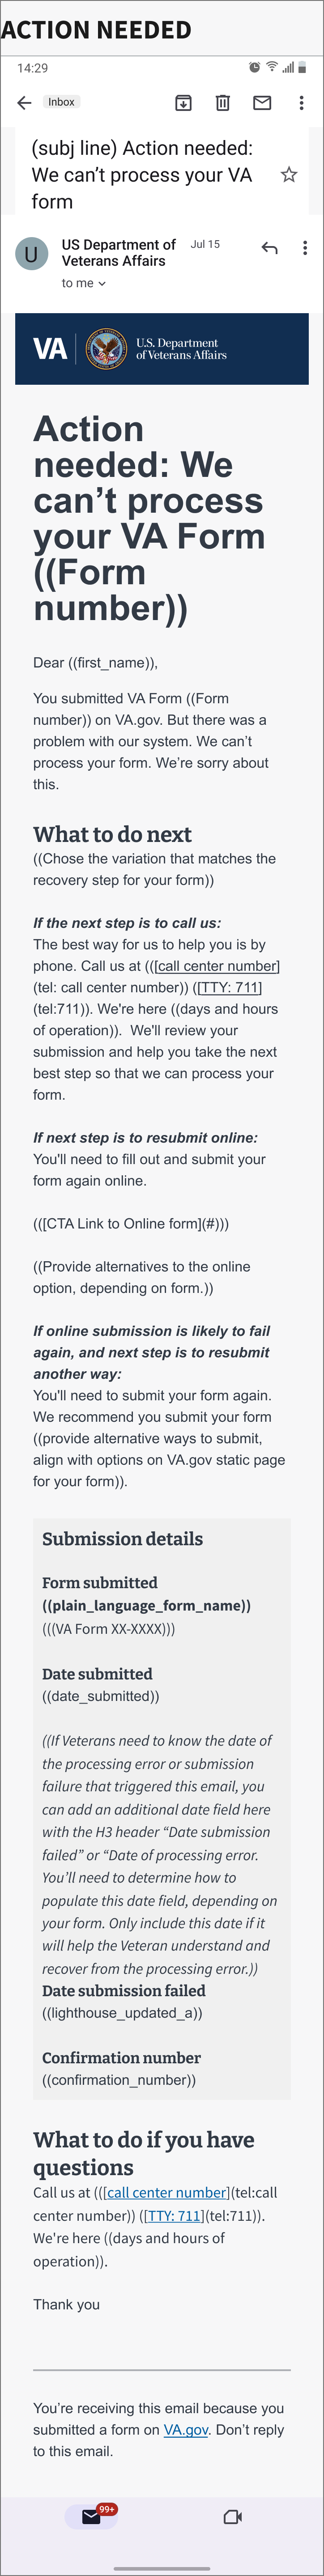 ACTION NEEDED
14:29
Inbox
(subj line) Action needed:
We can’t process your VA
form
U
US Department of
Veterans Affairs
Jul 15
to me
VA
U.S. Department
of Veterans Affairs
Action
needed: We
can’t process
your VA Form
((Form
number))
Dear ((first_name)),
You submitted VA Form ((Form
number)) on VA.gov. But there was a
problem with our system. We can’t
process your form. We’re sorry about
this.
What to do next
((Chose the variation that matches the
recovery step for your form))
If the next step is to call us:
The best way for us to help you is by
phone. Call us at (([call center number]
(tel: call center number)) ([TTY: 711]
(tel:711)). We're here ((days and hours
of operation)).  We'll review your
submission and help you take the next
best step so that we can process your
form.
If next step is to resubmit online:
You'll need to fill out and submit your
form again online.
(([CTA Link to Online form](#)))
((Provide alternatives to the online
option, depending on form.))
If online submission is likely to fail
again, and next step is to resubmit
another way:
You'll need to submit your form again.
We recommend you submit your form
((provide alternative ways to submit,
align with options on VA.gov static page
for your form)).
Submission details
Form submitted
((plain_language_form_name))
(((VA Form XX-XXXX)))
Date submitted
((date_submitted))
((If Veterans need to know the date of
the processing error or submission
failure that triggered this email, you
can add an additional date field here
with the H3 header “Date submission
failed” or “Date of processing error.
You’ll need to determine how to
populate this date field, depending on
your form. Only include this date if it
will help the Veteran understand and
recover from the processing error.))
Date submission failed
((lighthouse_updated_a))
Confirmation number
((confirmation_number))
What to do if you have
questions
Call us at (([call center number](tel:call
center number)) ([TTY: 711](tel:711)).
We're here ((days and hours of
operation)).
Thank you
You’re receiving this email because you
submitted a form on VA.gov. Don’t reply
to this email.
99+